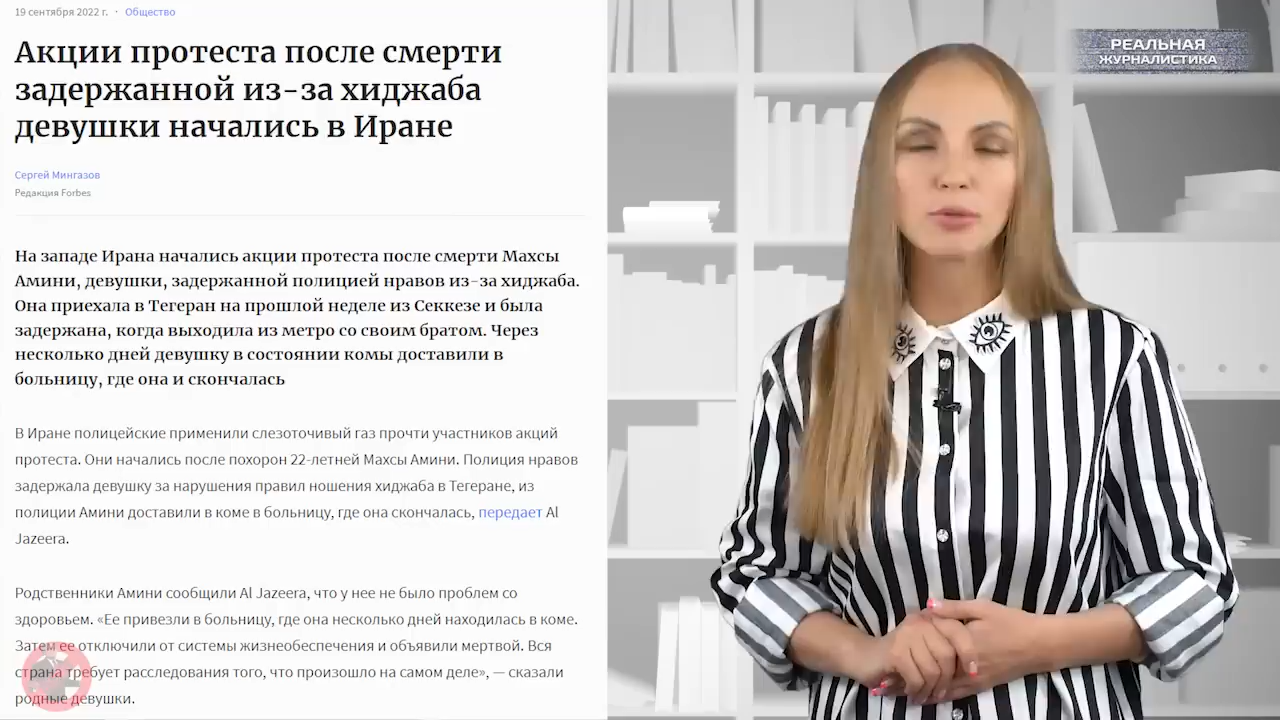 19 сентября 2022 г. · Общество
Акции протеста после смерти
задержанной из-за хиджаба
девушки начались в Иране
Сергей Мингазов
Редакция Forbes
На западе Ирана начались акции протеста после смерти Махсы
Амини, девушки, задержанной полицией нравов из-за хиджаба.
Она приехала в Тегеран на прошлой неделе из Секкезе и была
задержана, когда выходила из метро со своим братом. Через
несколько дней девушку в состоянии комы доставили в
больницу, где она и скончалась
В Иране полицейские применили слезоточивый газ прочти участников акций
протеста. Они начались после похорон 22-летней Махсы Амини. Полиция нравов
задержала девушку за нарушения правил ношения хиджаба в Тегеране, из
полиции Амини доставили в коме в больницу, где она скончалась, передает Al
Jazeera.
Родственники Амини сообщили Al Jazeera, что у нее не было проблем со
здоровьем. «Ее привезли в больницу, где она несколько дней находилась в коме.
Затем ее отключили от системы жизнеобеспечения и объявили мертвой. Вся
страна требует расследования того, что произошло на самом деле», — сказали
родные девушки.
РЕАЛЬНАЯ
ЖУРНАЛИСТИКА